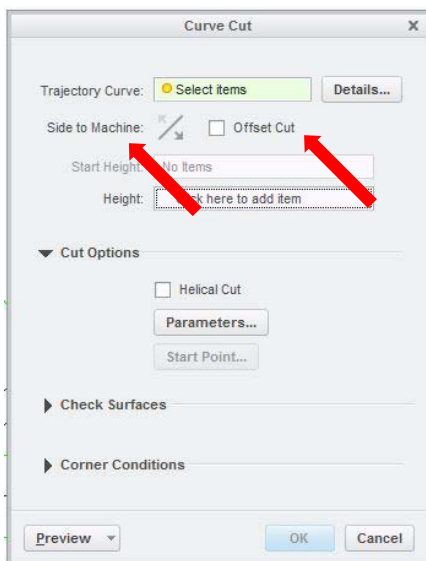 Curve Cut
Trajectory Curve: Select items Details...
Side to Machine: Offset Cut
Start Height: No Items
Height: here to add item
Cut Options
Helical Cut
Parameters...
Start Point...
Check Surfaces
Corner Conditions
Preview OK Cancel